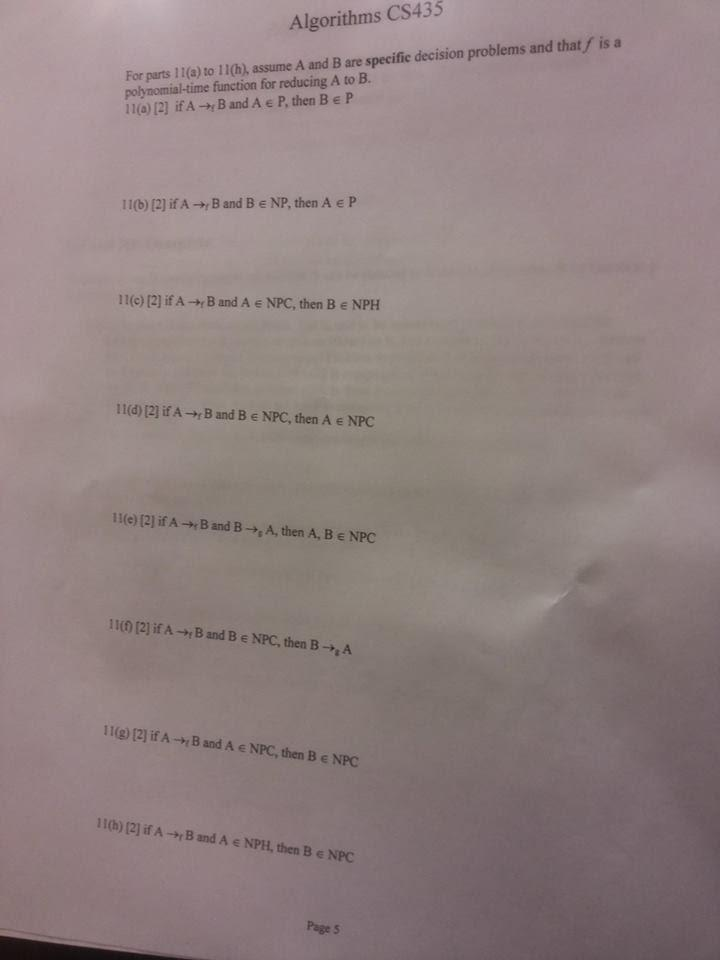 Algorithms CS435
For parts 11(a) to 11(h), assume A and B are specific decision problems and that f is a
polynomial-time function for reducing A to B.
11(a) [2] if A →f B and A ∈ P, then B ∈ P
11(b) [2] if A →f B and B ∈ NP, then A ∈ P
11(c) [2] if A →f B and A ∈ NPC, then B ∈ NPH
11(d) [2] if A →f B and B ∈ NPC, then A ∈ NPC
11(e) [2] if A →f B and B →g A, then A, B ∈ NPC
11(f) [2] if A →f B and B ∈ NPC, then B →g A
11(g) [2] if A →f B and A ∈ NPC, then B ∈ NPC
11(h) [2] if A →f B and A ∈ NPH, then B ∈ NPC
Page 5